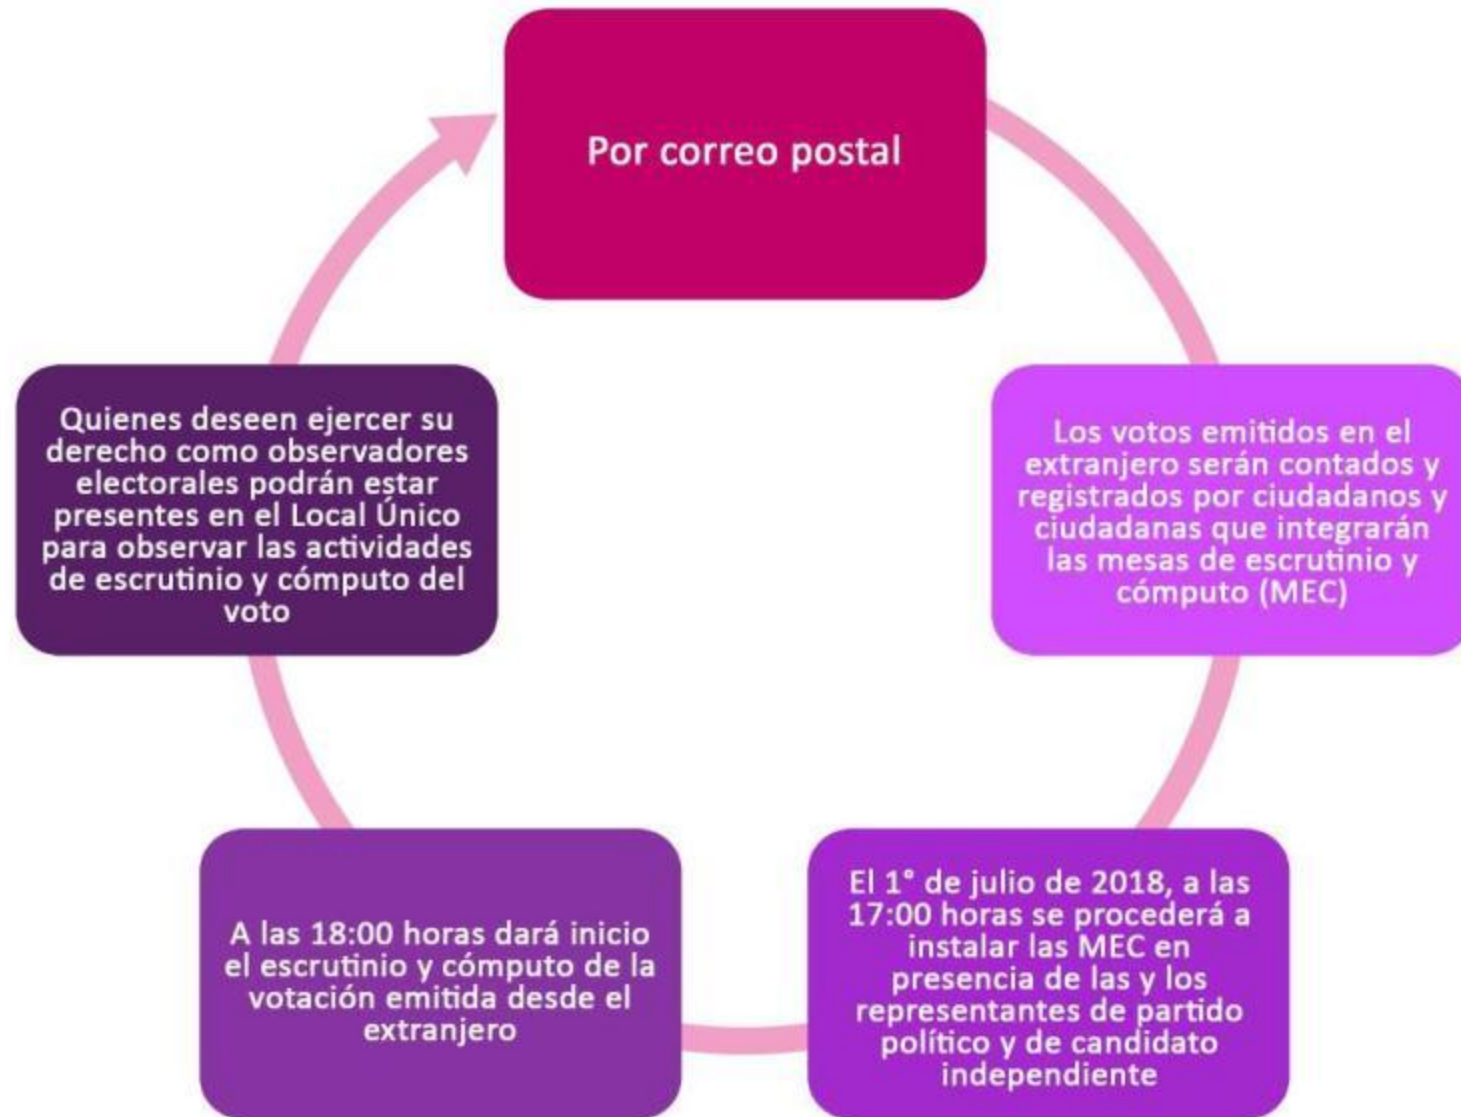 Por correo postal
Los votos emitidos en el
extranjero serán contados y
registrados por ciudadanos y
ciudadanas que integrarán
las mesas de escrutinio y
cómputo (MEC)
El 1° de julio de 2018, a las
17:00 horas se procederá a
instalar las MEC en
presencia de las y los
representantes de partido
político y de candidato
independiente
A las 18:00 horas dará inicio
el escrutinio y cómputo de la
votación emitida desde el
extranjero
Quienes deseen ejercer su
derecho como observadores
electorales podrán estar
presentes en el Local Único
para observar las actividades
de escrutinio y cómputo del
voto